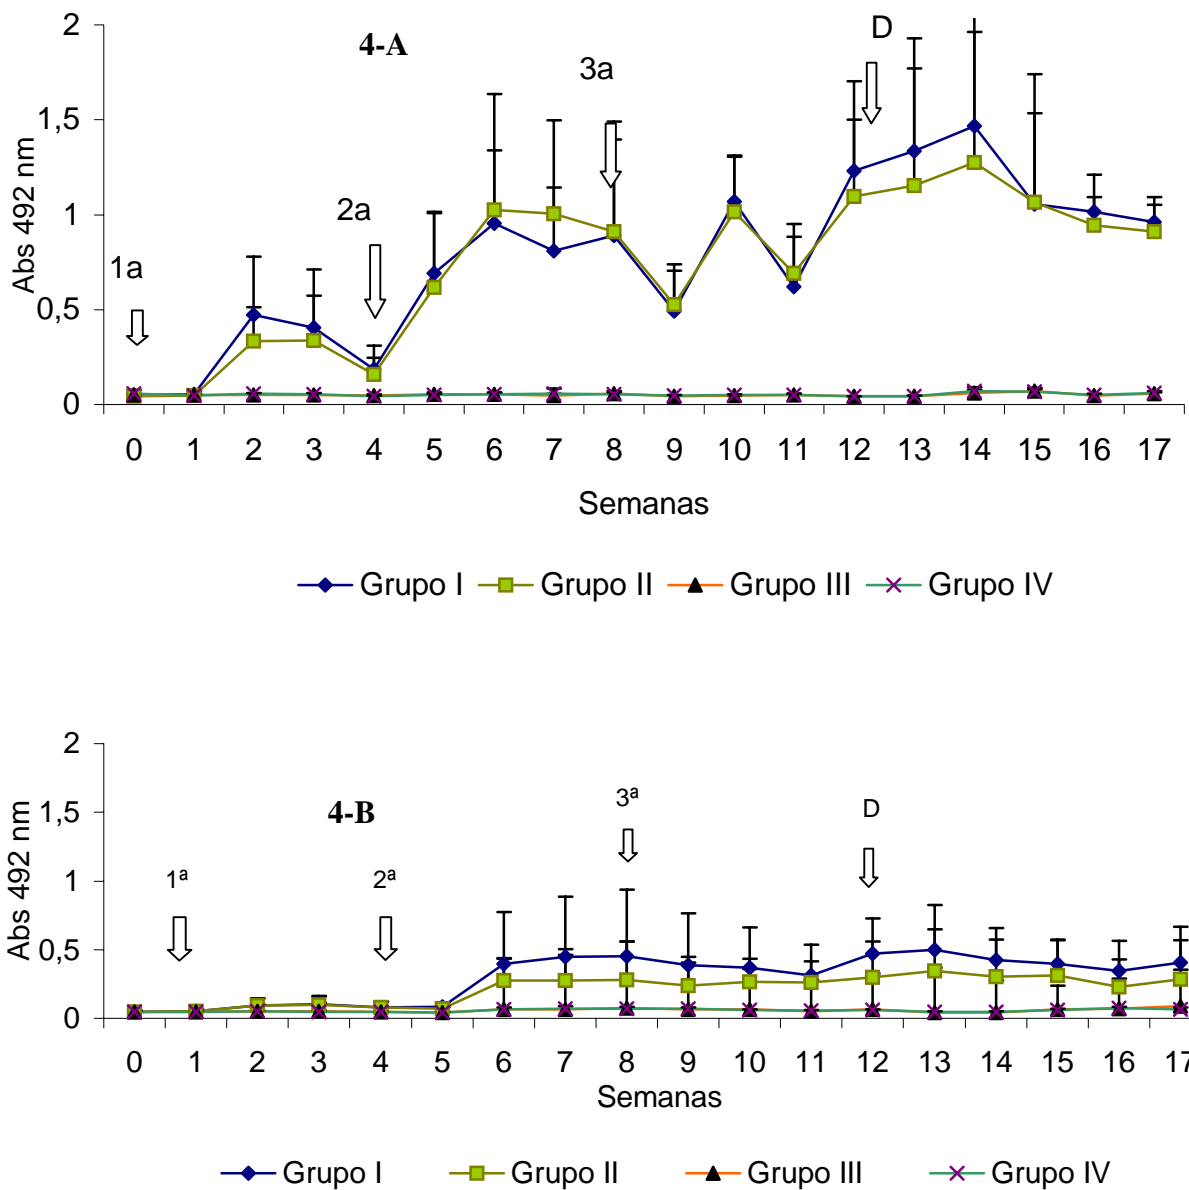 2
4-A
D
3a
1,5
2a
1
1a
0,5
0
Abs 492 nm
0 1 2 3 4 5 6 7 8 9 10 11 12 13 14 15 16 17
Semanas
Grupo I Grupo II Grupo III Grupo IV
2
3ª
D
1,5
4-B
1
1ª
2ª
0,5
0
Abs 492 nm
0 1 2 3 4 5 6 7 8 9 10 11 12 13 14 15 16 17
Semanas
Grupo I Grupo II Grupo III Grupo IV